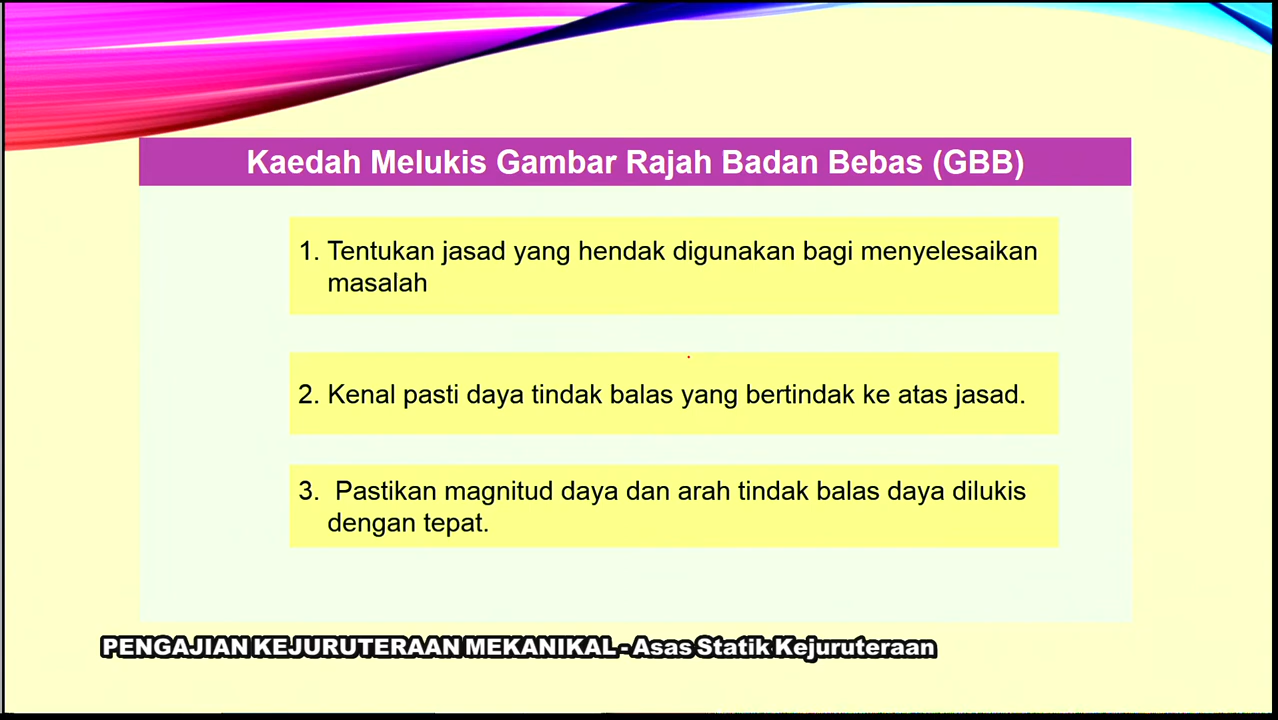 Kaedah Melukis Gambar Rajah Badan Bebas (GBB)
1. Tentukan jasad yang hendak digunakan bagi menyelesaikan
masalah
2. Kenal pasti daya tindak balas yang bertindak ke atas jasad.
3. Pastikan magnitud daya dan arah tindak balas daya dilukis
dengan tepat.
PENGAJIAN KEJURUTERAAN MEKANIKAL - Asas Statik Kejuruteraan